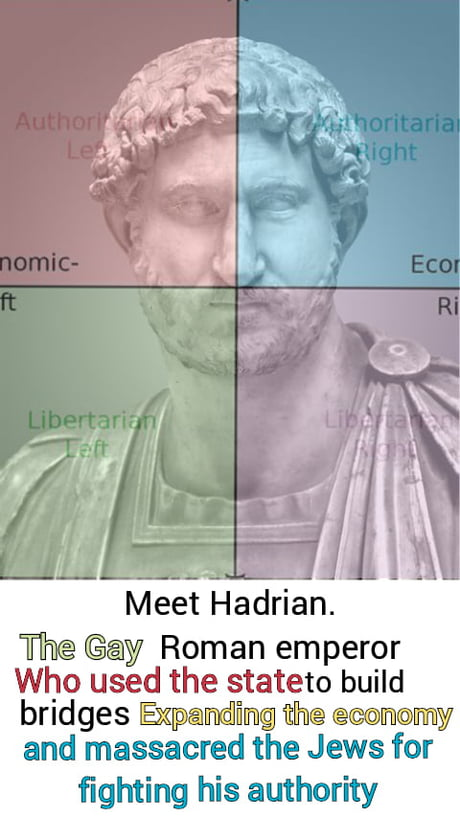 Authoritarian Authoritarian
Left Right
nomic- Econ
ft Ri
Libertarian Libertarian
Left Right
Meet Hadrian.
The Gay Roman emperor
Who used the stateto build
bridges Expanding the economy
and massacred the Jews for
fighting his authority